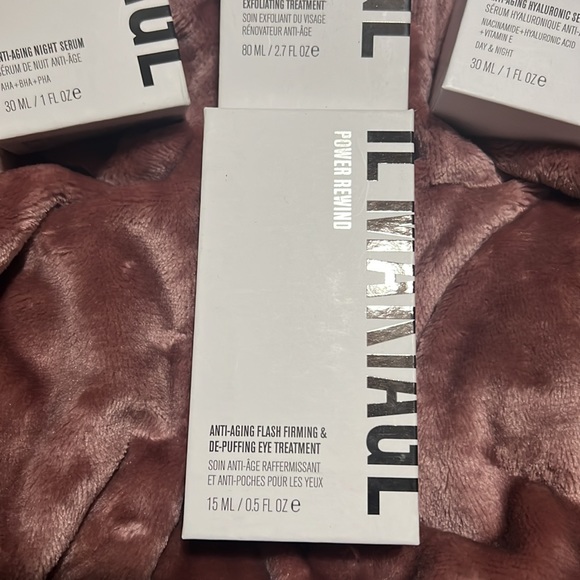 ANTI-AGING NIGHT SERUM
SÉRUM DE NUIT ANTI-ÂGE
AHA+BHA+PHA
30 ML / 1 FL OZ e
EXFOLIATING TREATMENT
SOIN EXFOLIANT DU VISAGE
RÉNOVATEUR ANTI-ÂGE
80 ML / 2.7 FL OZ e
SÉRUM HYALURONIQUE
NIACINAMIDE+HYALURONIC ACID
+VITAMIN E
DAY & NIGHT
30 ML / 1 FL OZ e
IL MAKIAGE
POWER REWIND
ANTI-AGING FLASH FIRMING &
DE-PUFFING EYE TREATMENT
SOIN ANTI-ÂGE RAFFERMISSANT
ET ANTI-POCHES POUR LES YEUX
15 ML / 0.5 FL OZ e